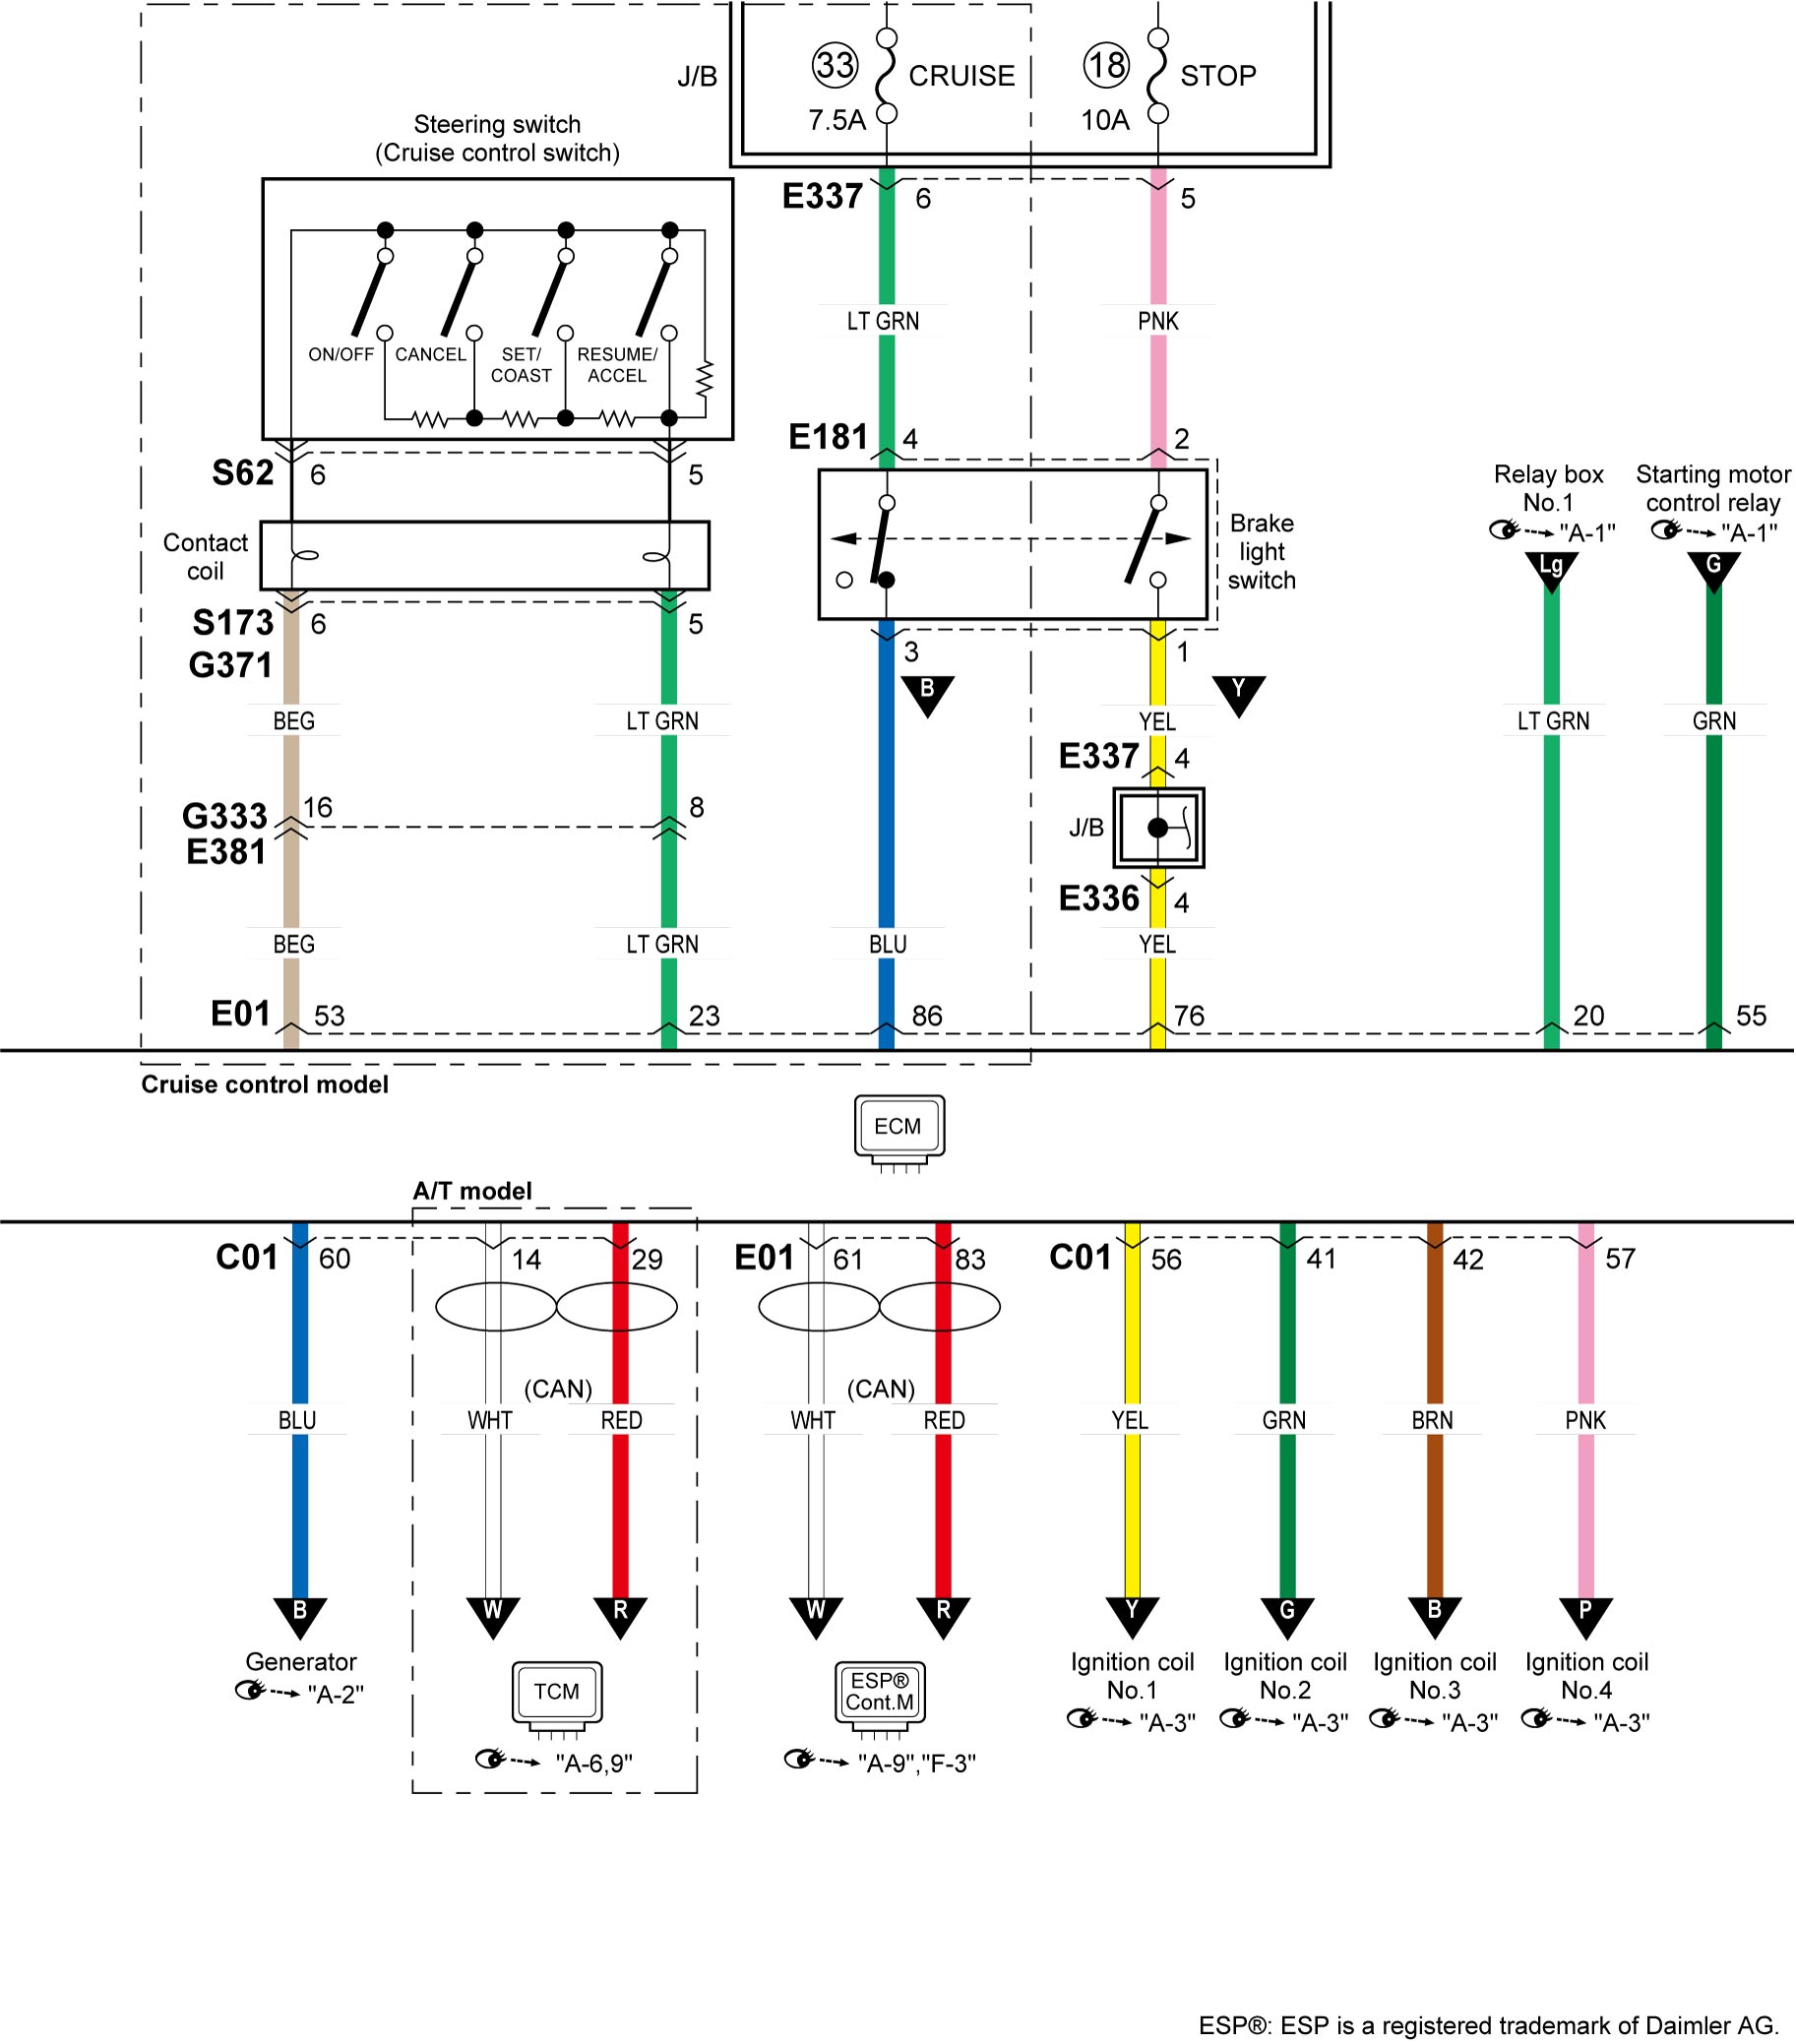 33
CRUISE
7.5A
18
STOP
10A
J/B
Steering switch
(Cruise control switch)
E337
6
5
ON/OFF
CANCEL
SET/
COAST
RESUME/
ACCEL
LT GRN
PNK
E181
4
2
S62
6
5
Contact
coil
Brake
light
switch
Relay box
No.1
"A-1"
Lg
Starting motor
control relay
"A-1"
G
S173
6
5
G371
3
B
1
Y
BEG
LT GRN
YEL
LT GRN
GRN
E337
4
G333
16
8
E381
J/B
E336
4
BEG
LT GRN
BLU
YEL
E01
53
23
86
76
20
55
Cruise control model
ECM
A/T model
C01
60
14
29
E01
61
83
C01
56
41
42
57
(CAN)
(CAN)
BLU
WHT
RED
WHT
RED
YEL
GRN
BRN
PNK
B
W
R
W
R
Y
G
B
P
Generator
"A-2"
TCM
"A-6,9"
ESP®
Cont.M
"A-9","F-3"
Ignition coil
No.1
"A-3"
Ignition coil
No.2
"A-3"
Ignition coil
No.3
"A-3"
Ignition coil
No.4
"A-3"
ESP®: ESP is a registered trademark of Daimler AG.